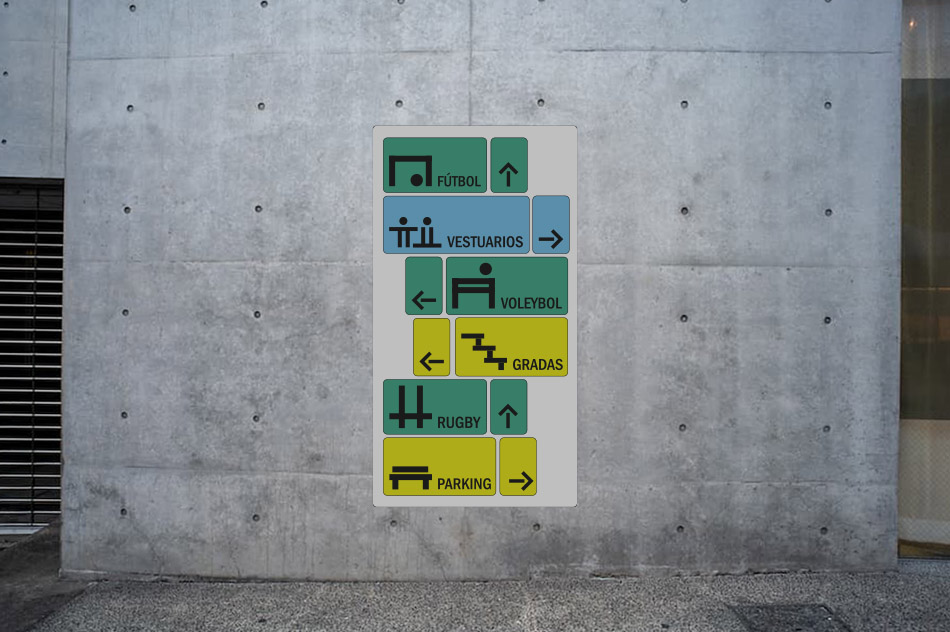 FÚTBOL
VESTUARIOS
VOLEYBOL
GRADAS
RUGBY
PARKING